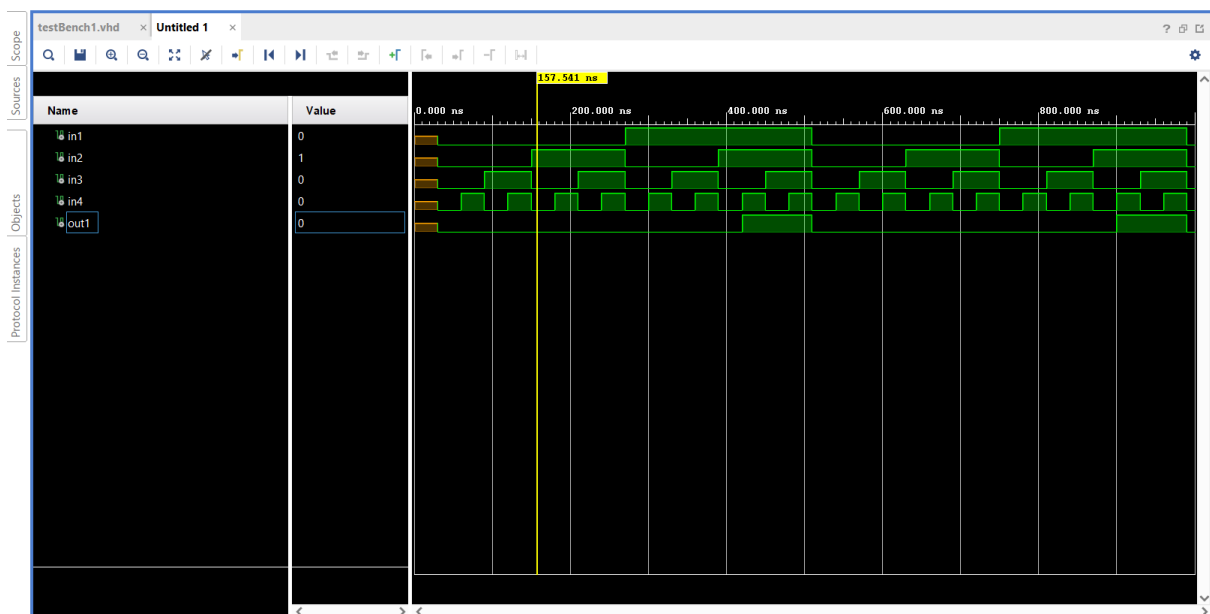 Scope
Sources
Objects
Protocol Instances
testBench1.vhd × Untitled 1 ×
? 
157.541 ns
Name Value
0.000 ns 200.000 ns 400.000 ns 600.000 ns 800.000 ns
in1 0
in2 1
in3 0
in4 0
out1 0